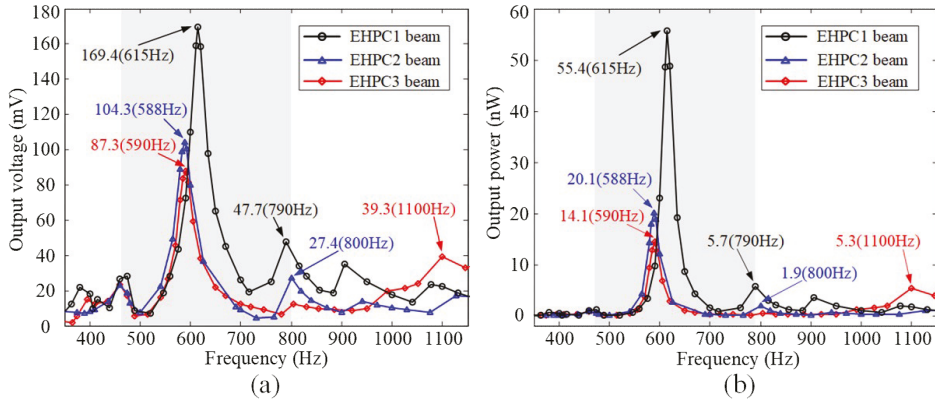 180
160
140
120
100
80
60
40
20
0
Output voltage (mV)
400 500 600 700 800 900 1000 1100
Frequency (Hz)
EHPC1 beam
EHPC2 beam
EHPC3 beam
169.4(615Hz)
104.3(588Hz)
87.3(590Hz)
47.7(790Hz)
27.4(800Hz)
39.3(1100Hz)
(a)
60
50
40
30
20
10
0
Output power (nW)
400 500 600 700 800 900 1000 1100
Frequency (Hz)
EHPC1 beam
EHPC2 beam
EHPC3 beam
55.4(615Hz)
20.1(588Hz)
14.1(590Hz)
5.7(790Hz)
1.9(800Hz)
5.3(1100Hz)
(b)